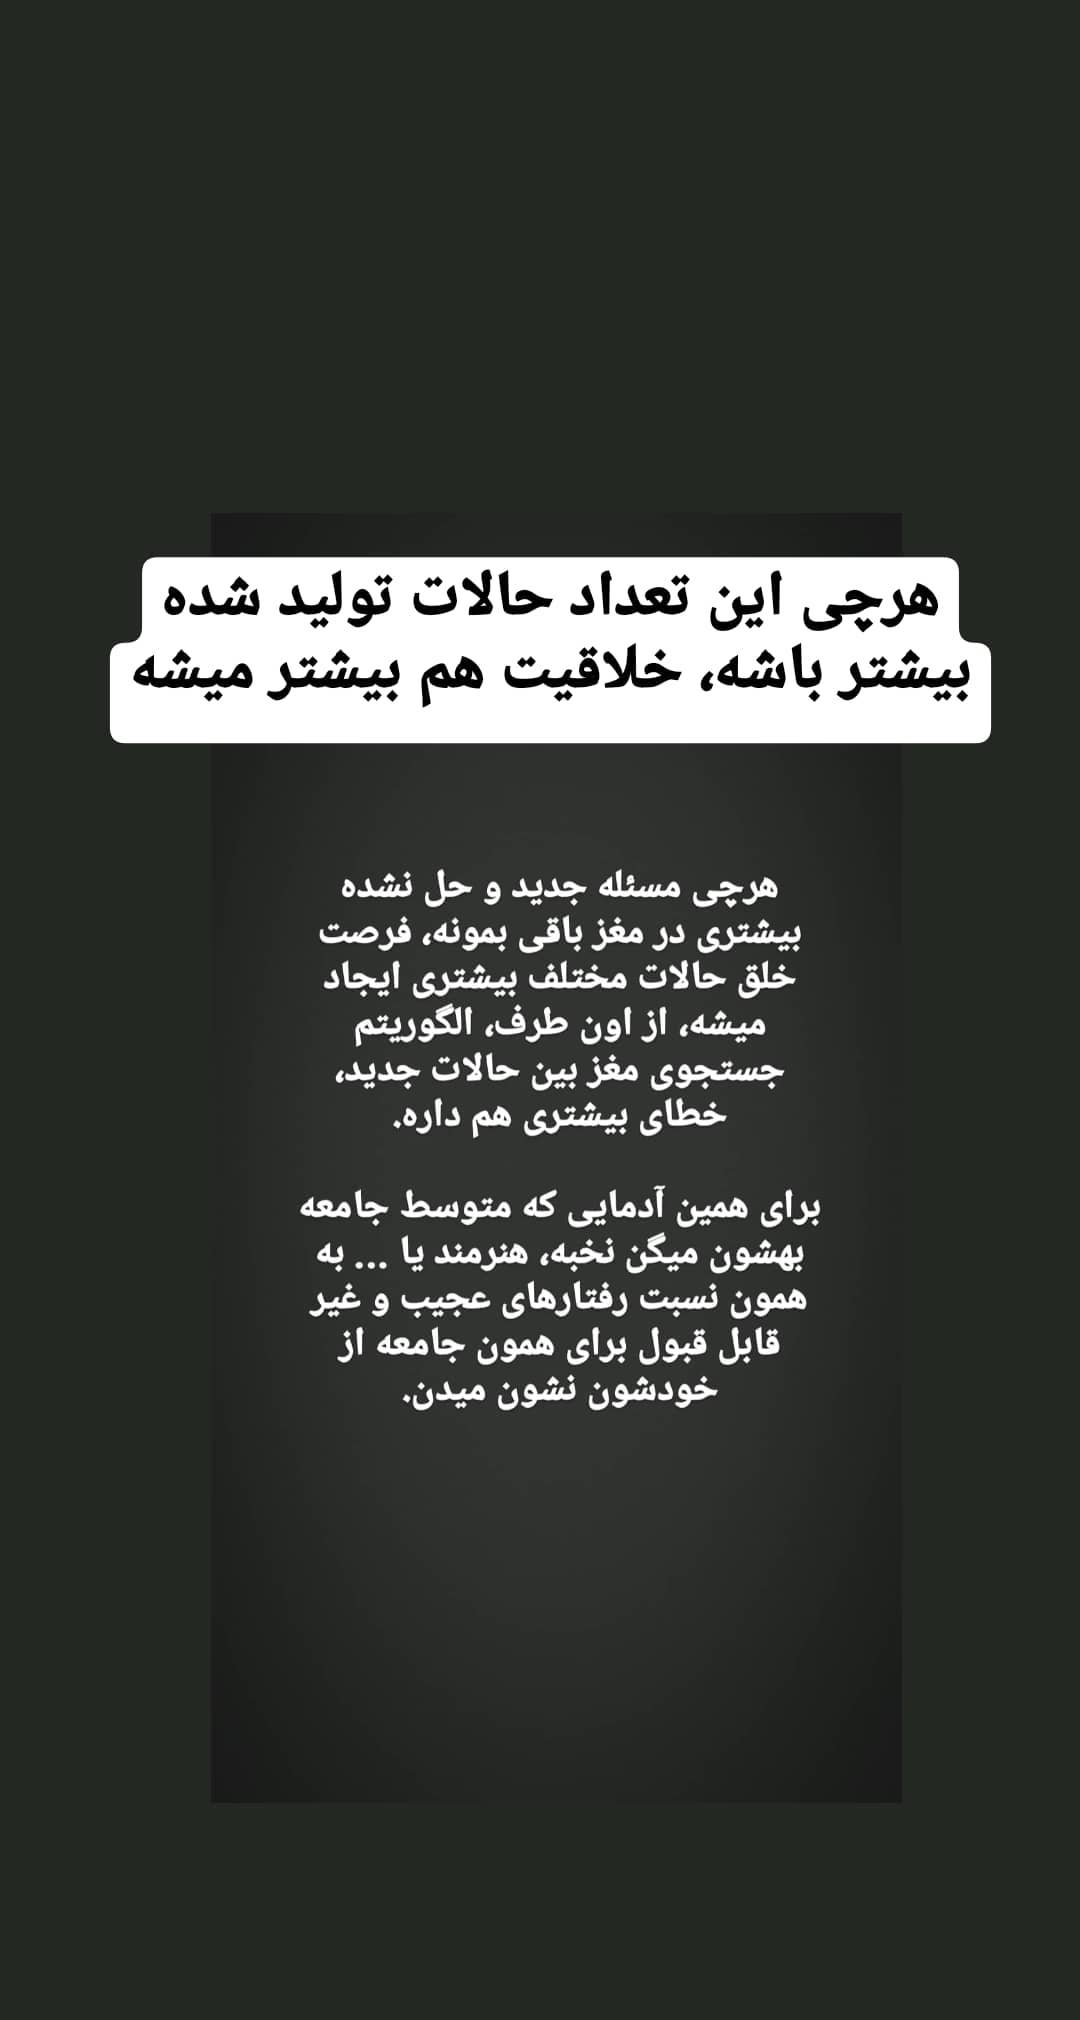 هرچی این تعداد حالات تولید شده
بیشتر باشه، خلاقیت هم بیشتر میشه
هرچی مسئله جدید و حل نشده
بیشتری در مغز باقی بمونه، فرصت
خلق حالات مختلف بیشتری ایجاد
میشه، از اون طرف، الگوریتم
جستجوی مغز بین حالات جدید،
خطای بیشتری هم داره.
برای همین آدمایی که متوسط جامعه
بهشون میگن نخبه، هنرمند یا ... به
همون نسبت رفتارهای عجیب و غیر
قابل قبول برای همون جامعه از
خودشون نشون میدن.